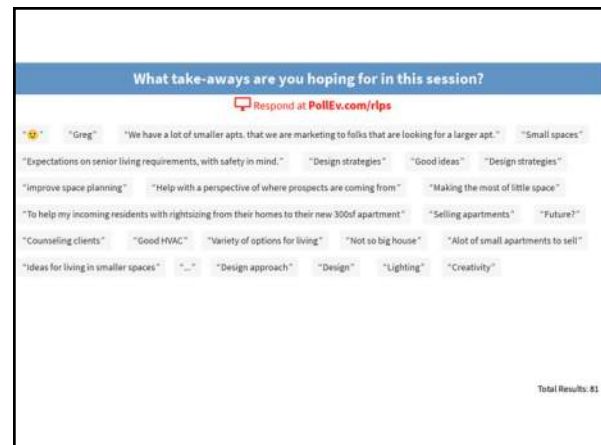 What take-aways are you hoping for in this session?
Respond at PollEv.com/rlps
"😕" "Greg" "We have a lot of smaller apts. that we are marketing to folks that are looking for a larger apt." "Small spaces"
"Expectations on senior living requirements, with safety in mind." "Design strategies" "Good ideas" "Design strategies"
"improve space planning" "Help with a perspective of where prospects are coming from" "Making the most of little space"
"To help my incoming residents with rightsizing from their homes to their new 300sf apartment" "Selling apartments" "Future?"
"Counseling clients" "Good HVAC" "Variety of options for living" "Not so big house" "Alot of small apartments to sell"
"Ideas for living in smaller spaces" "..." "Design approach" "Design" "Lighting" "Creativity"
Total Results: 81